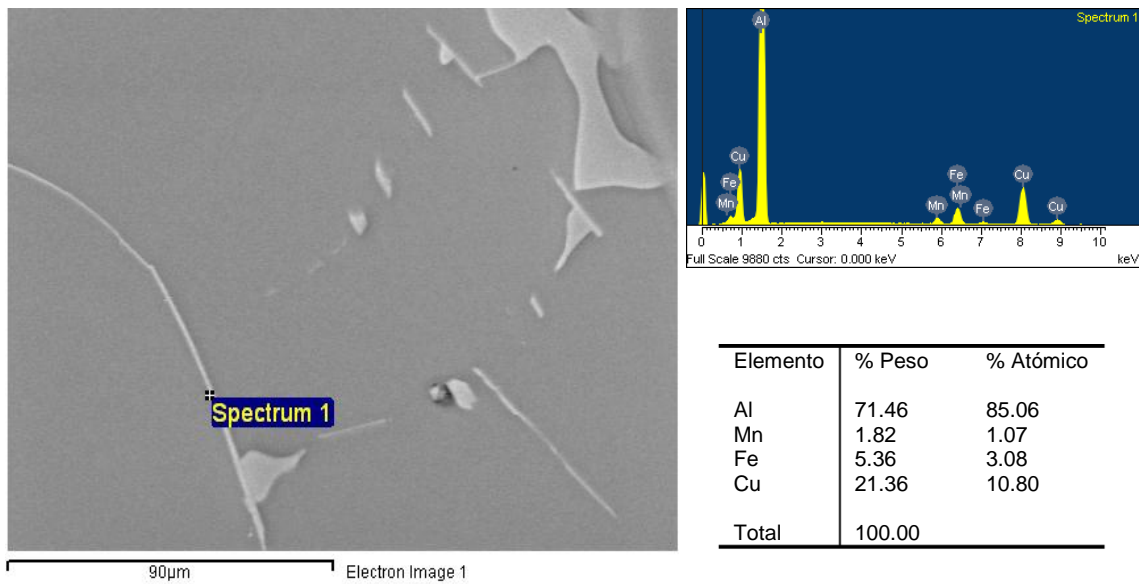 Spectrum 1
90µm Electron Image 1
Spectrum 1
Al
Cu
Fe
Mn
Mn
Fe
Mn
Fe
Cu
Cu
0 1 2 3 4 5 6 7 8 9 10
Full Scale 9880 cts Cursor: 0.000 keV keV
Elemento % Peso % Atómico
Al 71.46 85.06
Mn 1.82 1.07
Fe 5.36 3.08
Cu 21.36 10.80
Total 100.00